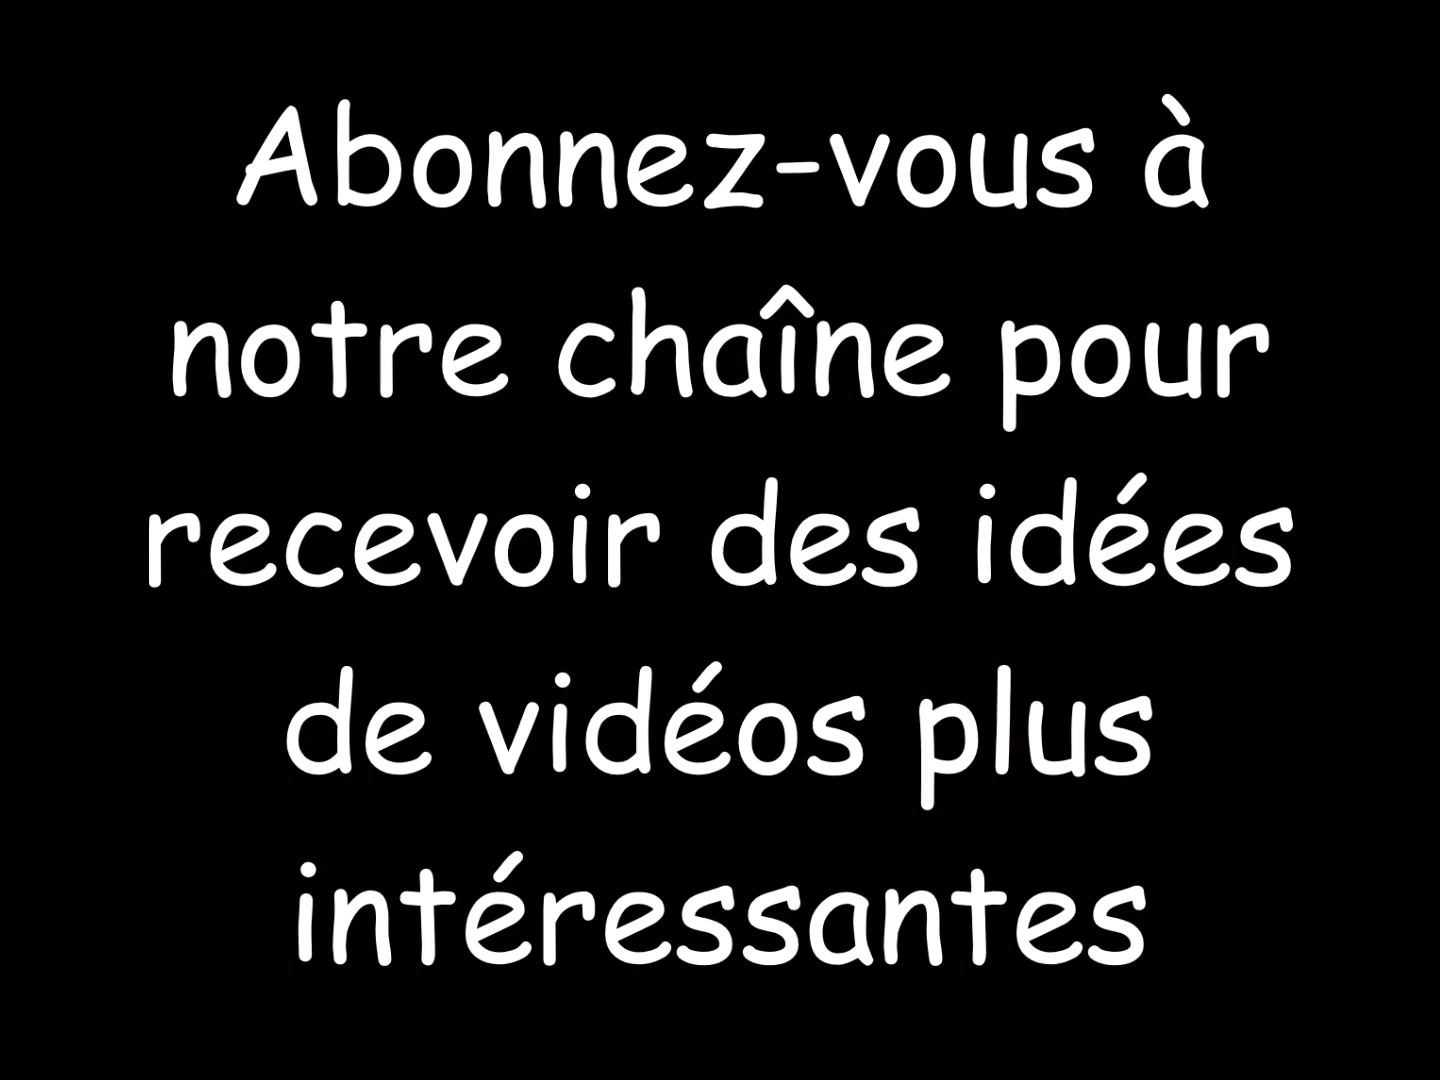 Abonnez-vous à
notre chaîne pour
recevoir des idées
de vidéos plus
intéressantes